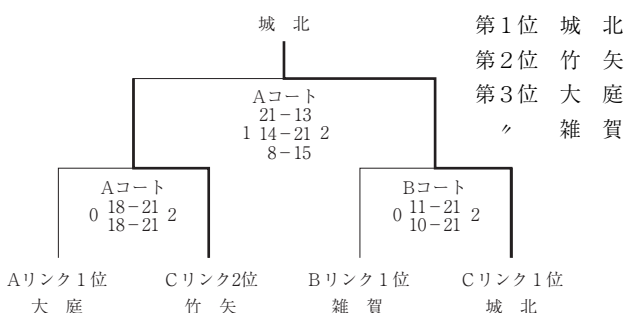 城 北
第1位 城 北
第2位 竹 矢
第3位 大 庭
〃 雑 賀
Aコート
21-13
1 14-21 2
8-15
Aコート
18-21
0 2
18-21
Bコート
11-21
0 2
10-21
Aリンク1位
大 庭
Cリンク2位
竹 矢
Bリンク1位
雑 賀
Cリンク1位
城 北